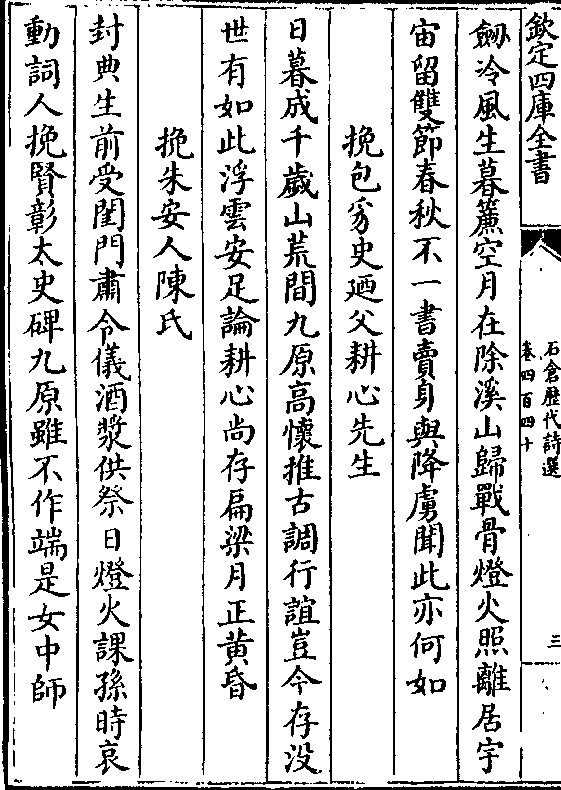 欽定四庫全書
石倉歷代詩選
卷四百四十
三
劒冷風生暮簾空月在除溪山歸戰骨燈火照離居宇
宙留雙節春秋不一書賣身與降虜聞此亦何如
挽包豸史廼父耕心先生
日暮成千歲山荒間九原高懷推古調行誼豈今存没
世有如此浮雲安足論耕心尚存扁梁月正黄昏
挽朱安人陳氏
封典生前受閨門肅令儀酒漿供祭日燈火課孫時哀
動詞人挽賢彰太史碑九原雖不作端是女中師